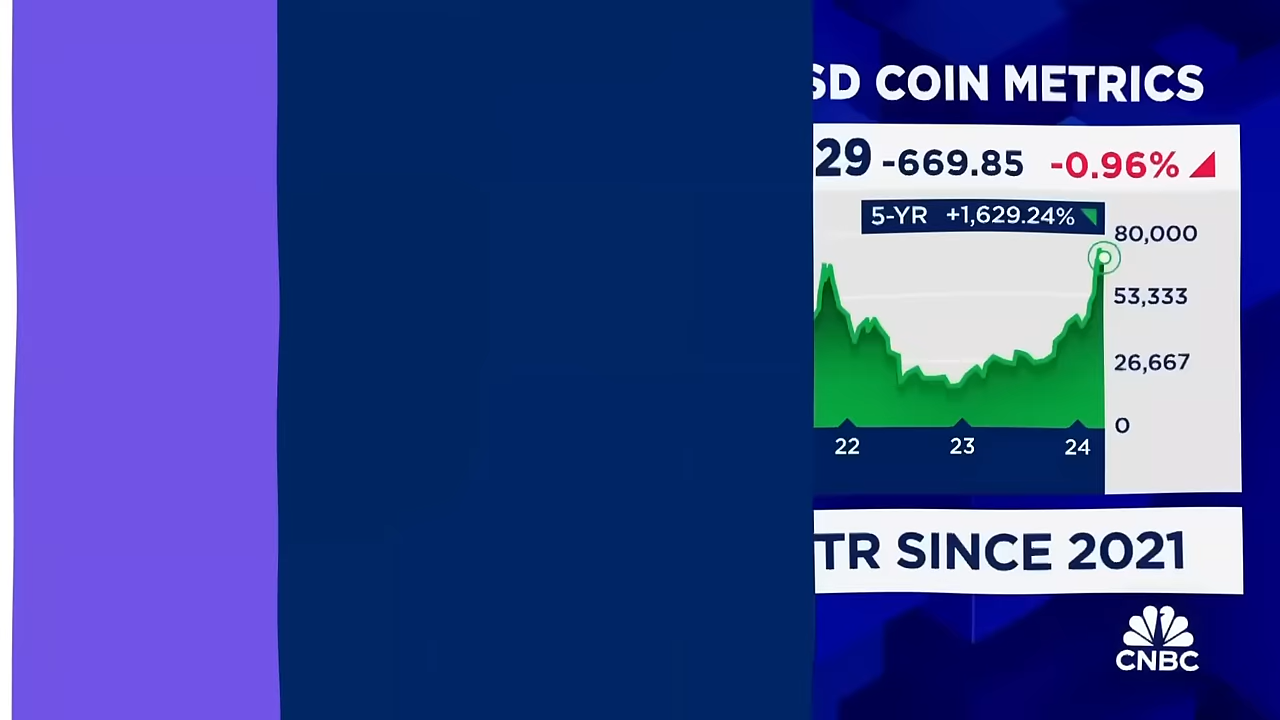 SD COIN METRICS
29 -669.85 -0.96%
5-YR +1,629.24%
80,000
53,333
26,667
0
22 23 24
TR SINCE 2021
CNBC